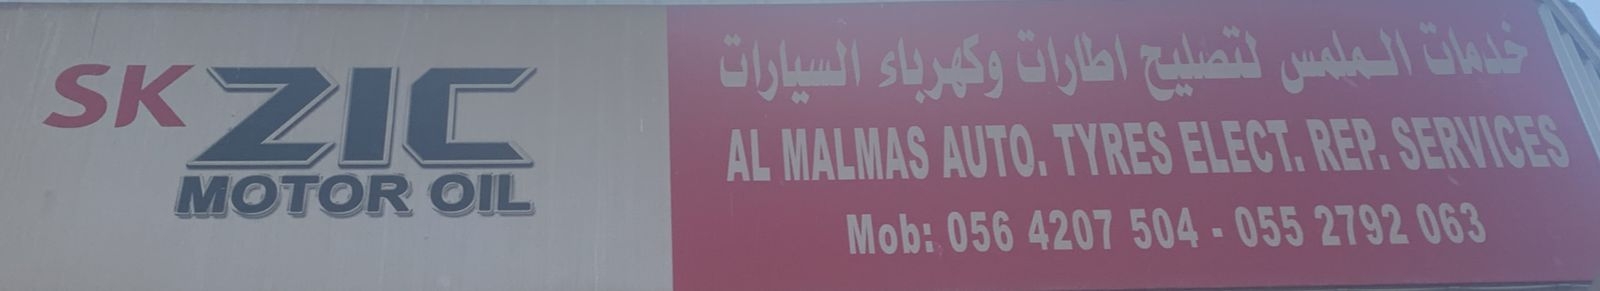 SK ZIC
MOTOR OIL
خدمات الملمس لتصليح اطارات وكهرباء السيارات
AL MALMAS AUTO. TYRES ELECT. REP. SERVICES
Mob: 056 4207 504 - 055 2792 063